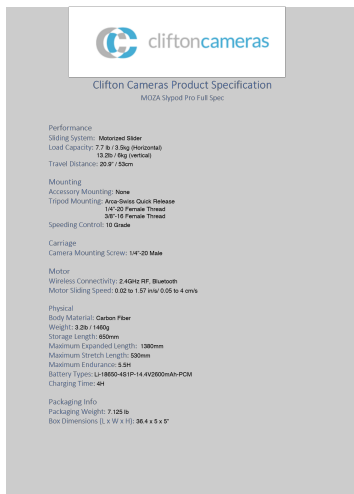 cliftoncameras
Clifton Cameras Product Specification
MOZA Slypod Pro Full Spec
Performance
Sliding System: Motorized Slider
Load Capacity: 7.7 lb / 3.5kg (Horizontal)
13.2lb / 6kg (vertical)
Travel Distance: 20.9" / 53cm
Mounting
Accessory Mounting: None
Tripod Mounting: Arca-Swiss Quick Release
1/4"-20 Female Thread
3/8"-16 Female Thread
Speeding Control: 10 Grade
Carriage
Camera Mounting Screw: 1/4"-20 Male
Motor
Wireless Connectivity: 2.4GHz RF, Bluetooth
Motor Sliding Speed: 0.02 to 1.57 in/s/ 0.05 to 4 cm/s
Physical
Body Material: Carbon Fiber
Weight: 3.2lb / 1460g
Storage Length: 650mm
Maximum Expanded Length: 1380mm
Maximum Stretch Length: 530mm
Maximum Endurance: 5.5H
Battery Types: Li-18650-4S1P-14.4V2600mAh-PCM
Charging Time: 4H
Packaging Info
Packaging Weight: 7.125 lb
Box Dimensions (L x W x H): 36.4 x 5 x 5"